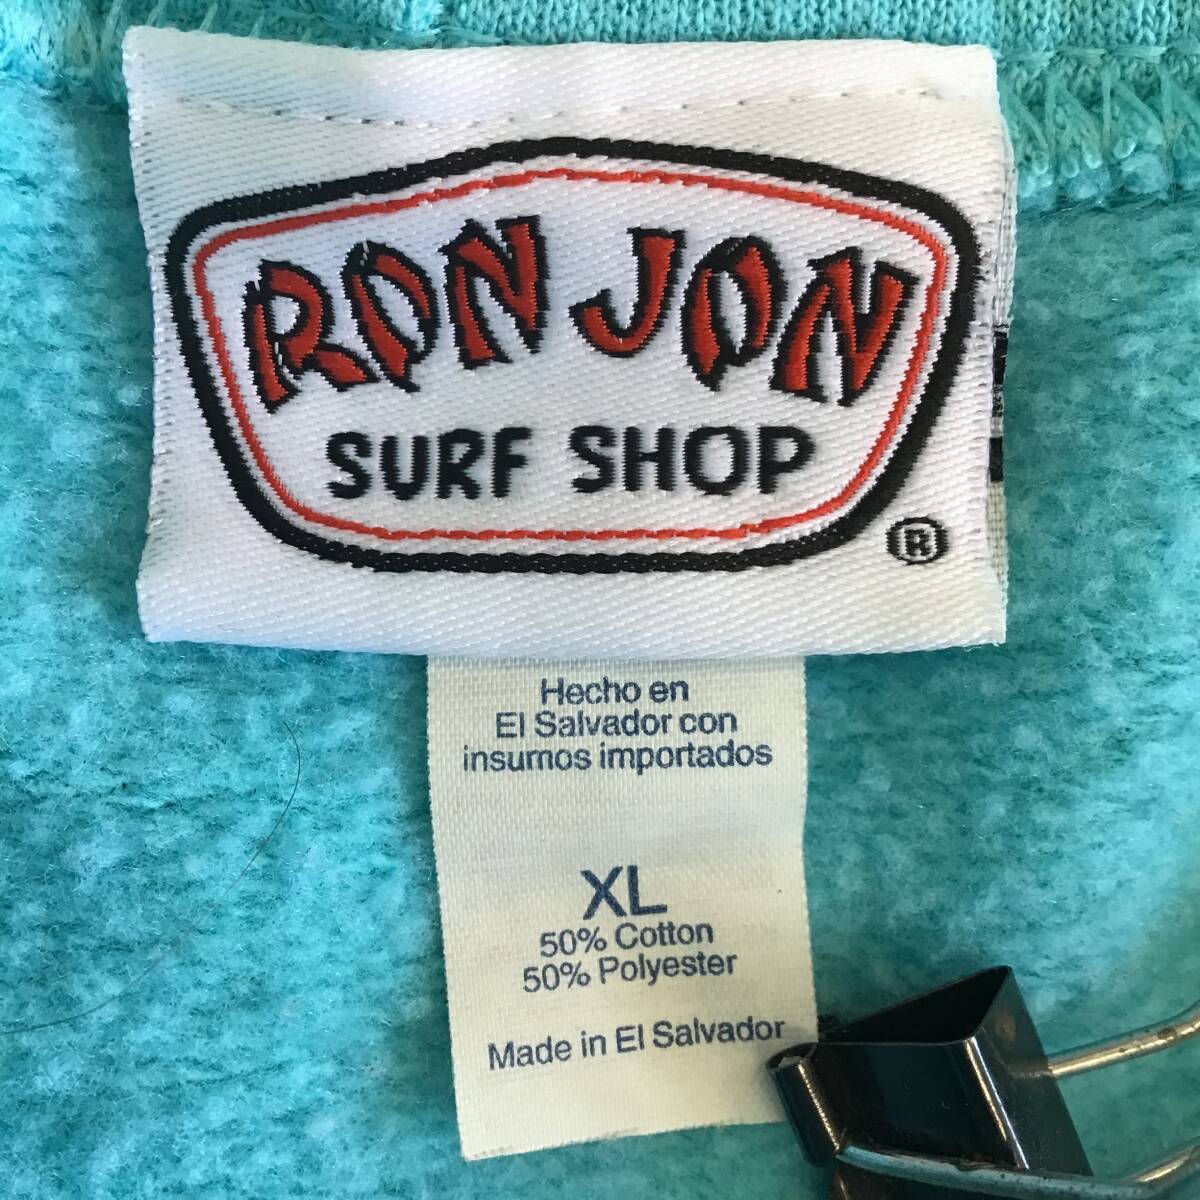 RON JON
SURF SHOP
®
Hecho en
El Salvador con
insumos importados
XL
50% Cotton
50% Polyester
Made in El Salvador